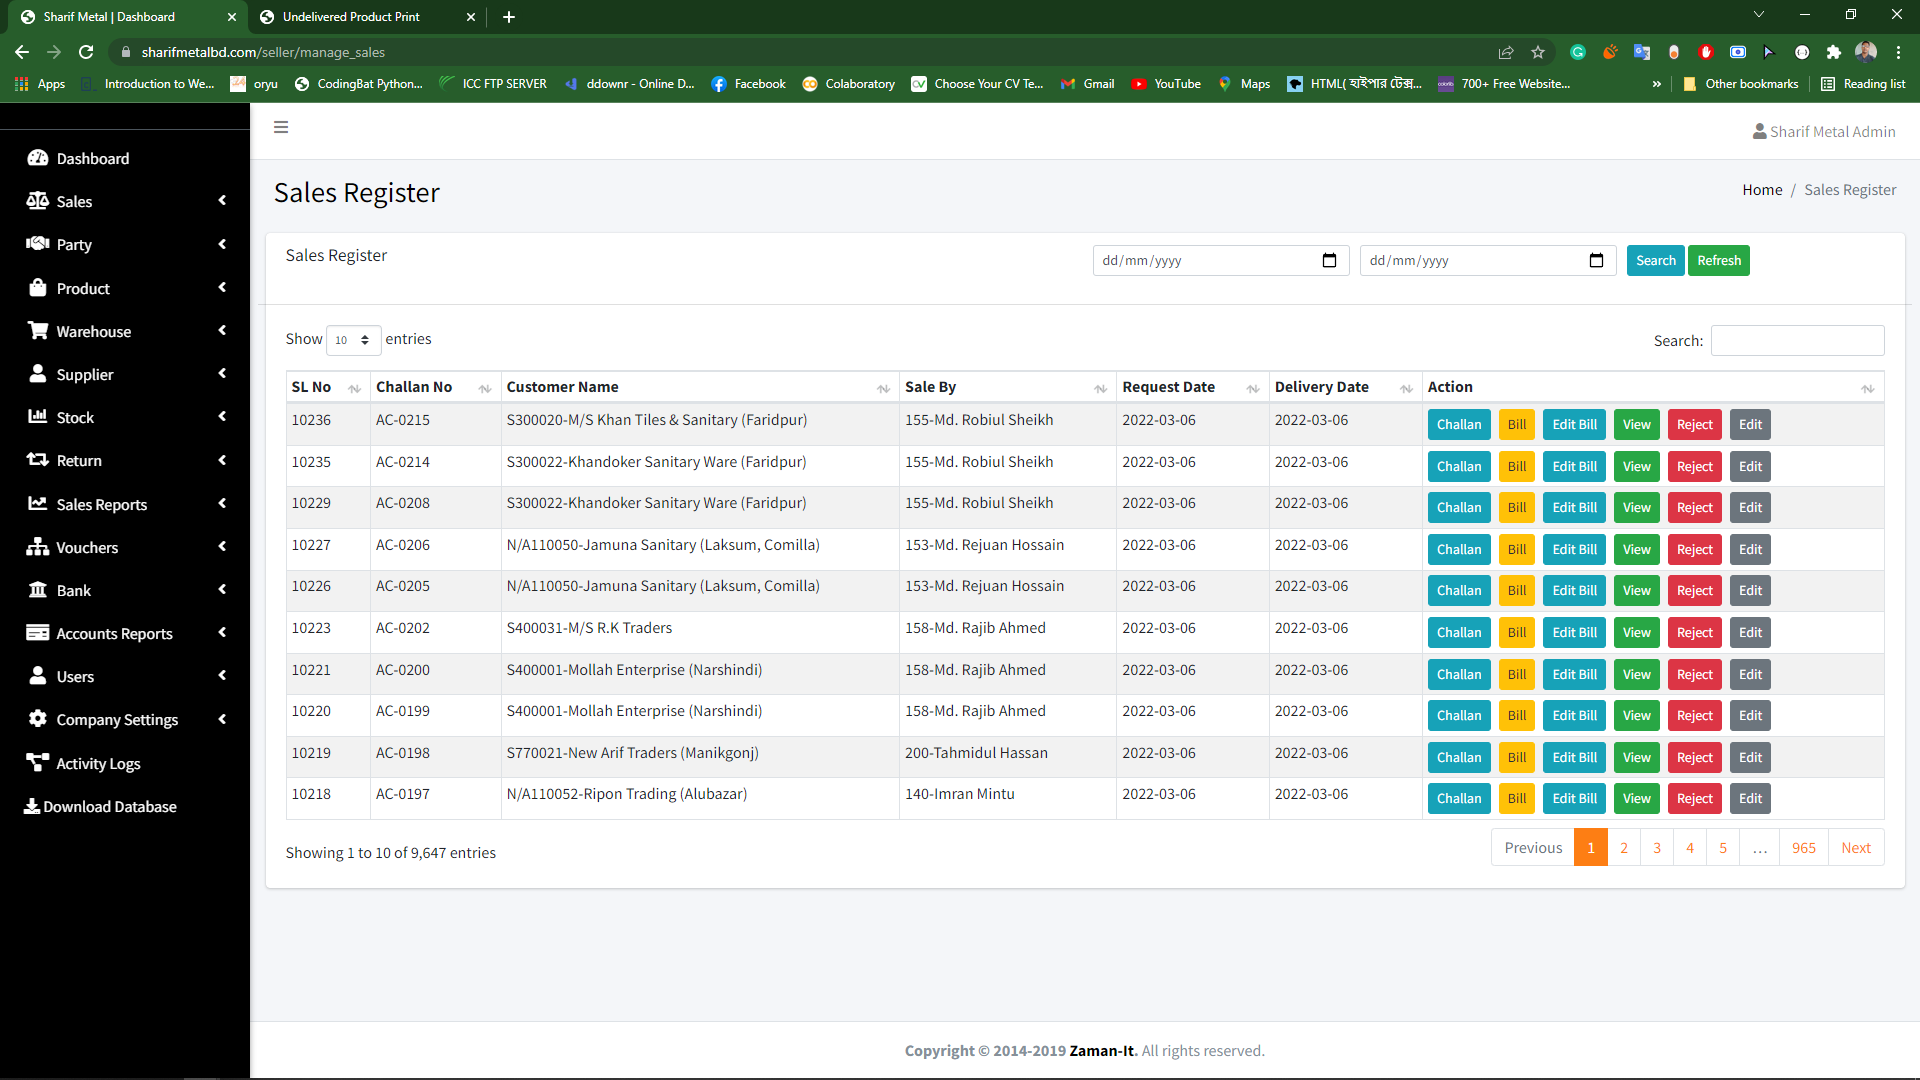 Sharif Metal | Dashboard
Undelivered Product Print
sharifmetalbd.com/seller/manage_sales
Apps
Introduction to We...
oryu
CodingBat Python...
ICC FTP SERVER
ddownr - Online D...
Facebook
Colaboratory
Choose Your CV Te...
Gmail
YouTube
Maps
HTML( হাইপার টেক্স...
700+ Free Website...
»
Other bookmarks
Reading list
Sharif Metal Admin
Dashboard
Sales
Party
Product
Warehouse
Supplier
Stock
Return
Sales Reports
Vouchers
Bank
Accounts Reports
Users
Company Settings
Activity Logs
Download Database
Sales Register
Home / Sales Register
Sales Register
dd/mm/yyyy
dd/mm/yyyy
Search
Refresh
Show 10 entries
Search:
SL No Challan No Customer Name Sale By Request Date Delivery Date Action
10236 AC-0215 S300020-M/S Khan Tiles & Sanitary (Faridpur) 155-Md. Robiul Sheikh 2022-03-06 2022-03-06 Challan Bill Edit Bill View Reject Edit
10235 AC-0214 S300022-Khandoker Sanitary Ware (Faridpur) 155-Md. Robiul Sheikh 2022-03-06 2022-03-06 Challan Bill Edit Bill View Reject Edit
10229 AC-0208 S300022-Khandoker Sanitary Ware (Faridpur) 155-Md. Robiul Sheikh 2022-03-06 2022-03-06 Challan Bill Edit Bill View Reject Edit
10227 AC-0206 N/A110050-Jamuna Sanitary (Laksum, Comilla) 153-Md. Rejuan Hossain 2022-03-06 2022-03-06 Challan Bill Edit Bill View Reject Edit
10226 AC-0205 N/A110050-Jamuna Sanitary (Laksum, Comilla) 153-Md. Rejuan Hossain 2022-03-06 2022-03-06 Challan Bill Edit Bill View Reject Edit
10223 AC-0202 S400031-M/S R.K Traders 158-Md. Rajib Ahmed 2022-03-06 2022-03-06 Challan Bill Edit Bill View Reject Edit
10221 AC-0200 S400001-Mollah Enterprise (Narshindi) 158-Md. Rajib Ahmed 2022-03-06 2022-03-06 Challan Bill Edit Bill View Reject Edit
10220 AC-0199 S400001-Mollah Enterprise (Narshindi) 158-Md. Rajib Ahmed 2022-03-06 2022-03-06 Challan Bill Edit Bill View Reject Edit
10219 AC-0198 S770021-New Arif Traders (Manikgonj) 200-Tahmidul Hassan 2022-03-06 2022-03-06 Challan Bill Edit Bill View Reject Edit
10218 AC-0197 N/A110052-Ripon Trading (Alubazar) 140-Imran Mintu 2022-03-06 2022-03-06 Challan Bill Edit Bill View Reject Edit
Showing 1 to 10 of 9,647 entries
Previous 1 2 3 4 5 ... 965 Next
Copyright © 2014-2019 Zaman-It. All rights reserved.